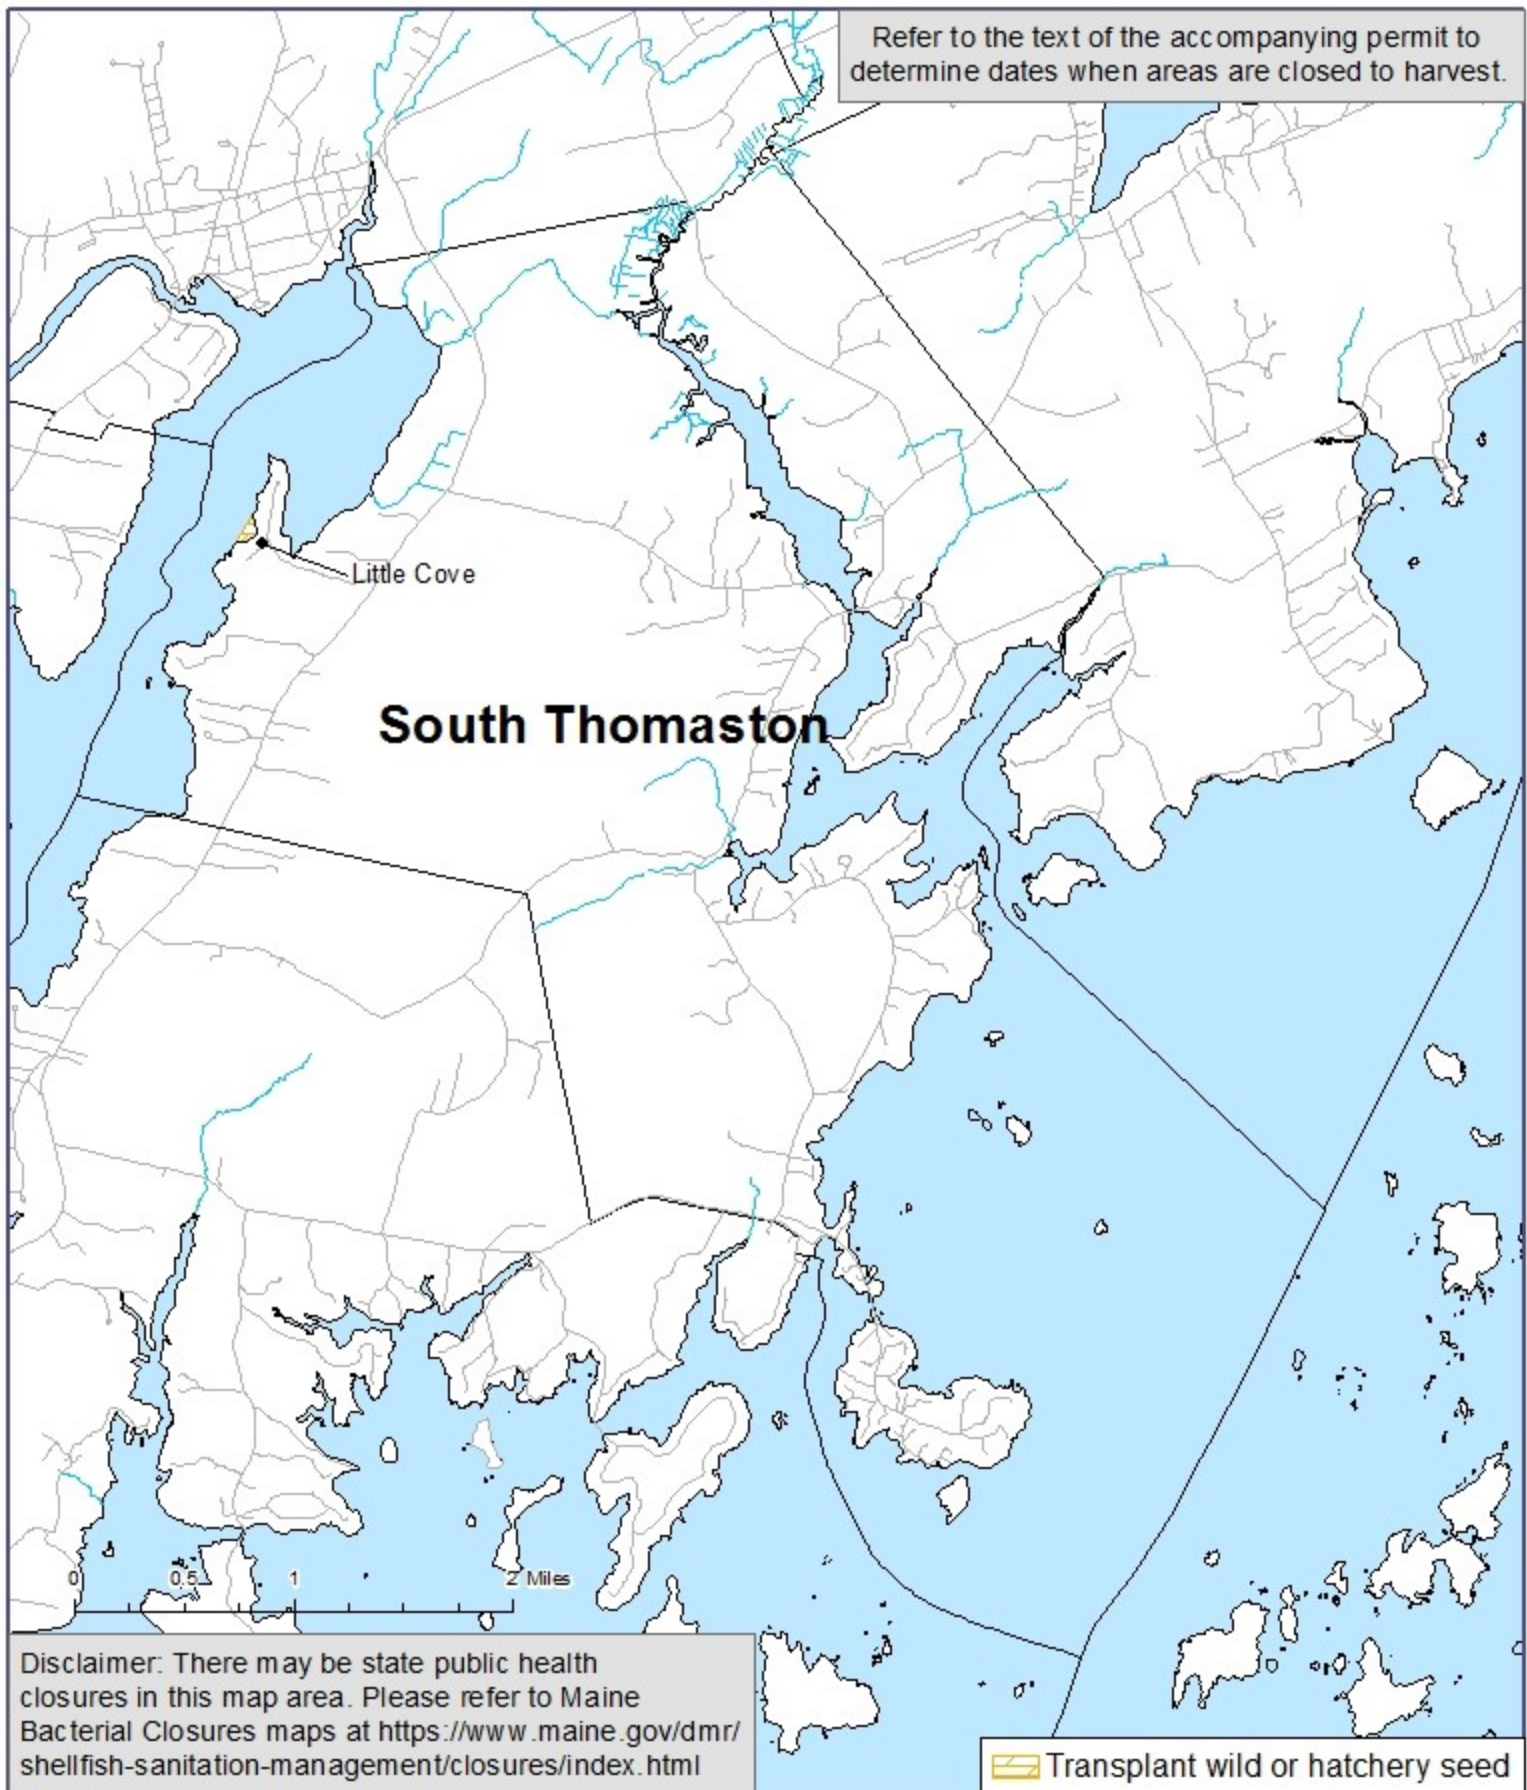 Refer to the text of the accompanying permit to
determine dates when areas are closed to harvest.
Little Cove
South Thomaston
0 0.5 1 2 Miles
Disclaimer: There may be state public health
closures in this map area. Please refer to Maine
Bacterial Closures maps at https://www.maine.gov/dmr/
shellfish-sanitation-management/closures/index.html
Transplant wild or hatchery seed